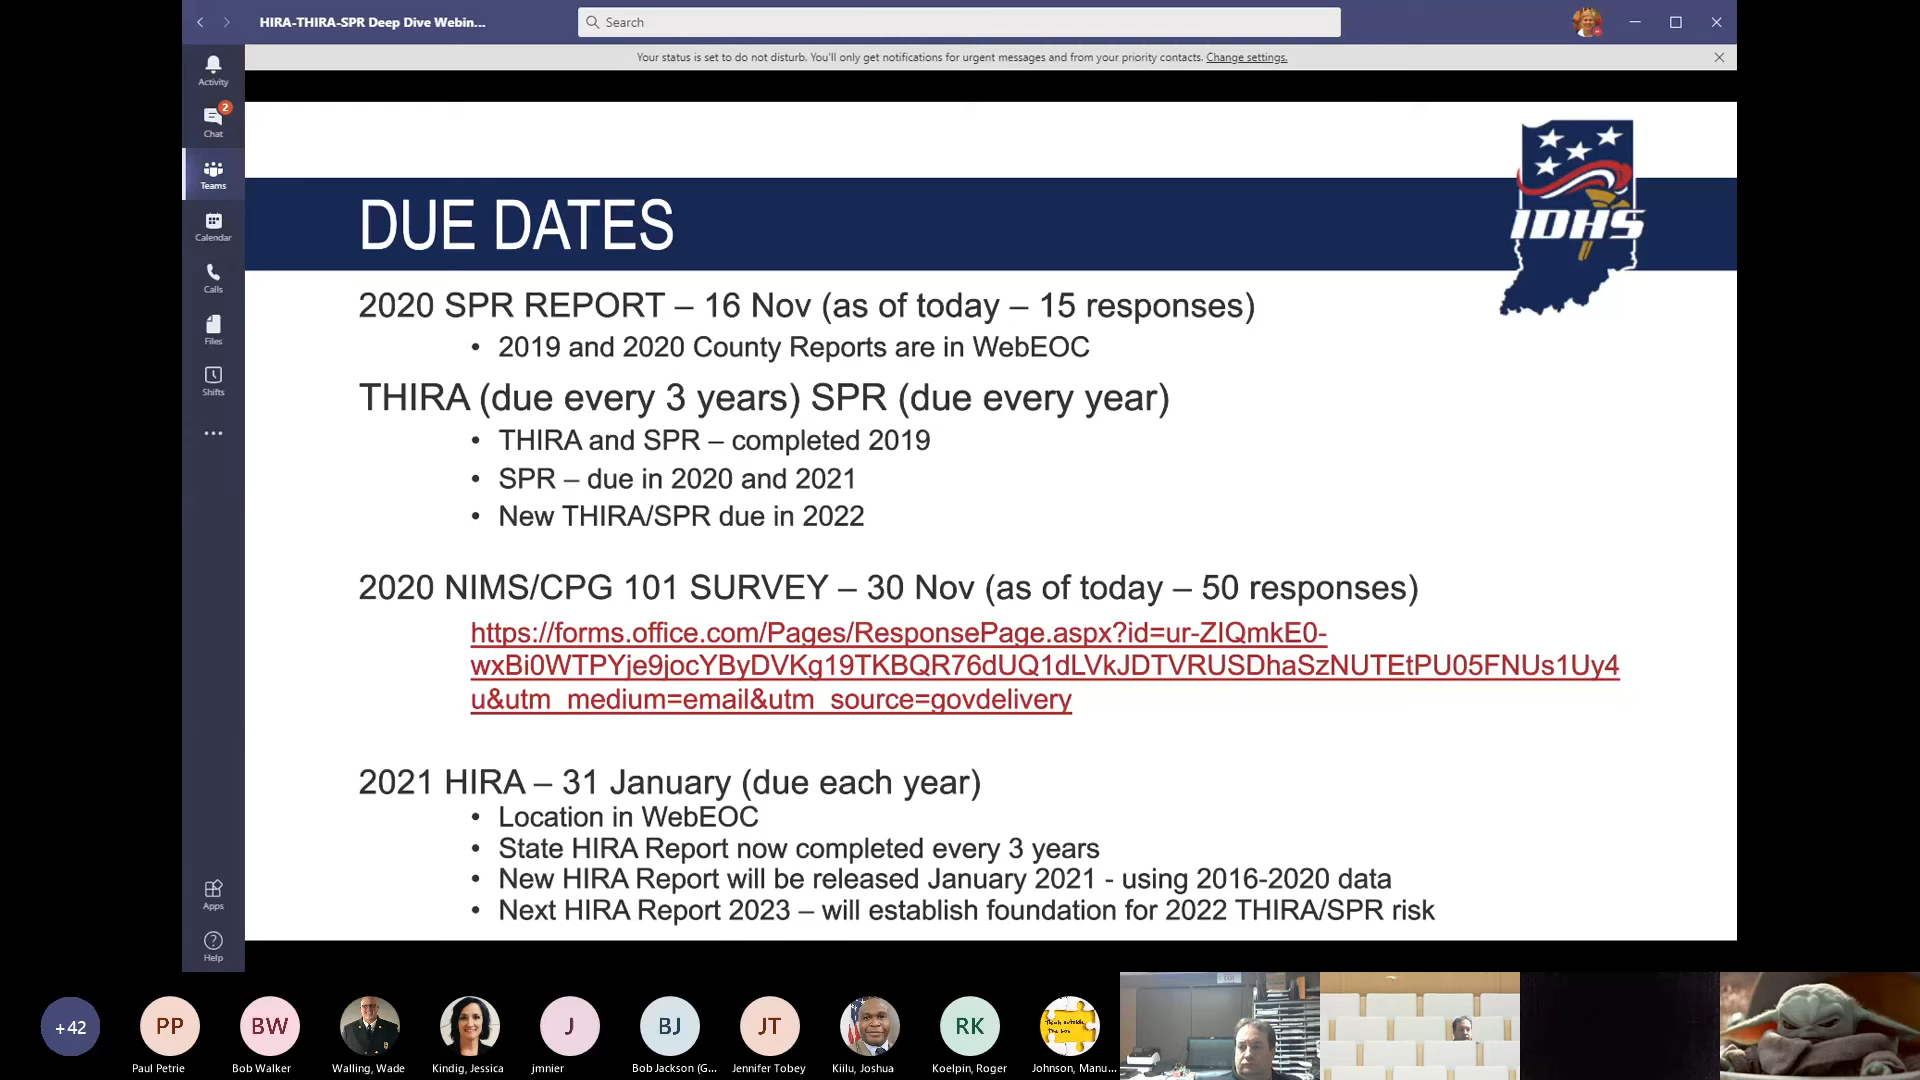 HIRA-THIRA-SPR Deep Dive Webin...
Search
Your status is set to do not disturb. You'll only get notifications for urgent messages and from your priority contacts. Change settings.
Activity
2
Chat
Teams
Calendar
Calls
Files
Shifts
Apps
Help
IDHS
DUE DATES
2020 SPR REPORT – 16 Nov (as of today – 15 responses)
• 2019 and 2020 County Reports are in WebEOC
THIRA (due every 3 years) SPR (due every year)
• THIRA and SPR – completed 2019
• SPR – due in 2020 and 2021
• New THIRA/SPR due in 2022
2020 NIMS/CPG 101 SURVEY – 30 Nov (as of today – 50 responses)
https://forms.office.com/Pages/ResponsePage.aspx?id=ur-ZIQmkE0-
wxBi0WTPYje9jocYByDVKg19TKBQR76dUQ1dLVkJDTVRUSDhaSzNUTEtPU05FNUs1Uy4
u&utm_medium=email&utm_source=govdelivery
2021 HIRA – 31 January (due each year)
• Location in WebEOC
• State HIRA Report now completed every 3 years
• New HIRA Report will be released January 2021 - using 2016-2020 data
• Next HIRA Report 2023 – will establish foundation for 2022 THIRA/SPR risk
+42
PP
BW
J
BJ
JT
RK
Think outside
The box
Paul Petrie
Bob Walker
Walling, Wade
Kindig, Jessica
jmnier
Bob Jackson (G...
Jennifer Tobey
Kiilu, Joshua
Koelpin, Roger
Johnson, Manu...